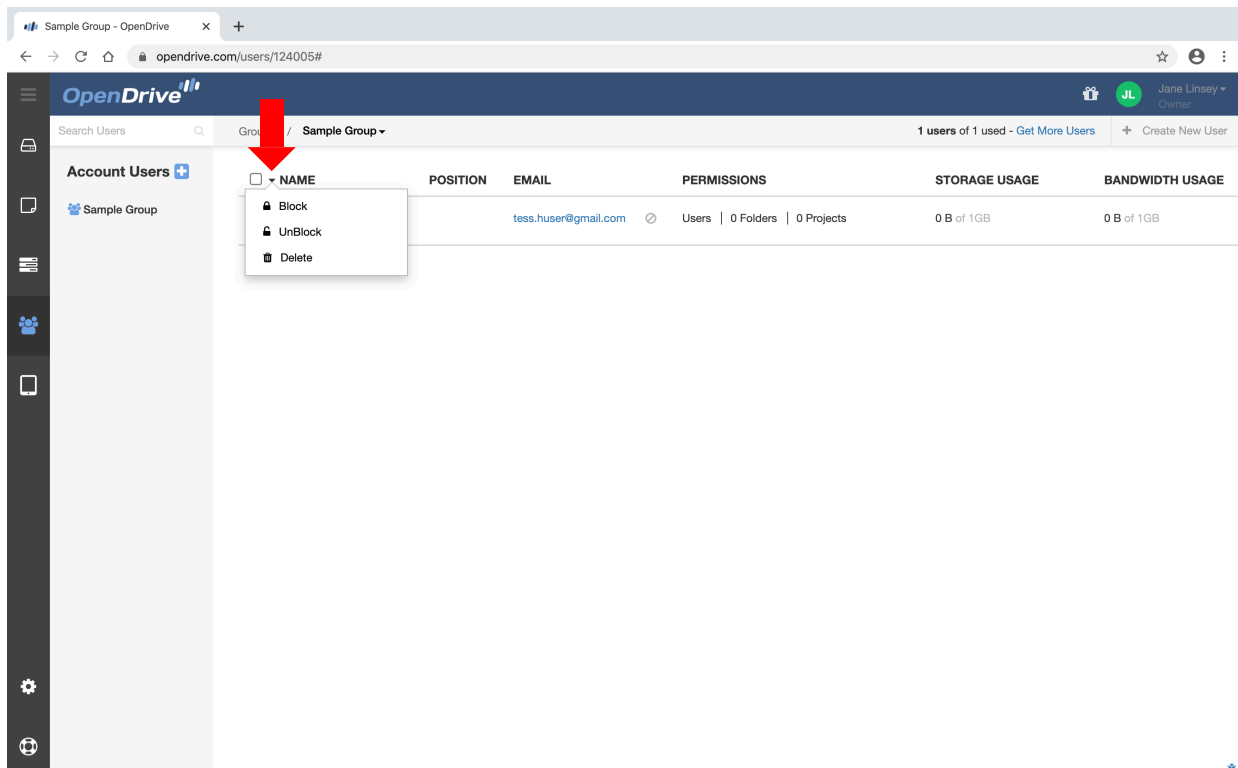 Sample Group - OpenDrive
opendrive.com/users/124005#
OpenDrive
JL
Jane Linsey
Owner
Search Users
/ Sample Group
1 users of 1 used - Get More Users
Create New User
Account Users
Sample Group
NAME POSITION EMAIL PERMISSIONS STORAGE USAGE BANDWIDTH USAGE
tess.huser@gmail.com Users | 0 Folders | 0 Projects 0 B of 1GB 0 B of 1GB
Block
UnBlock
Delete